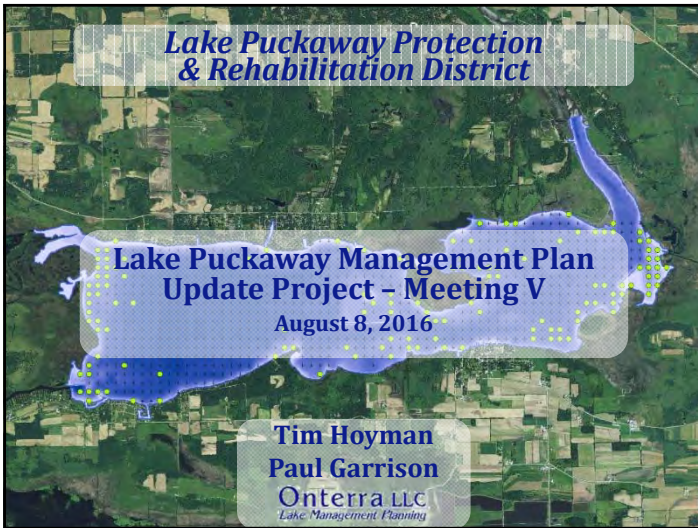 Lake Puckaway Protection
& Rehabilitation District
Lake Puckaway Management Plan
Update Project – Meeting V
August 8, 2016
Tim Hoyman
Paul Garrison
Onterra LLC
Lake Management Planning